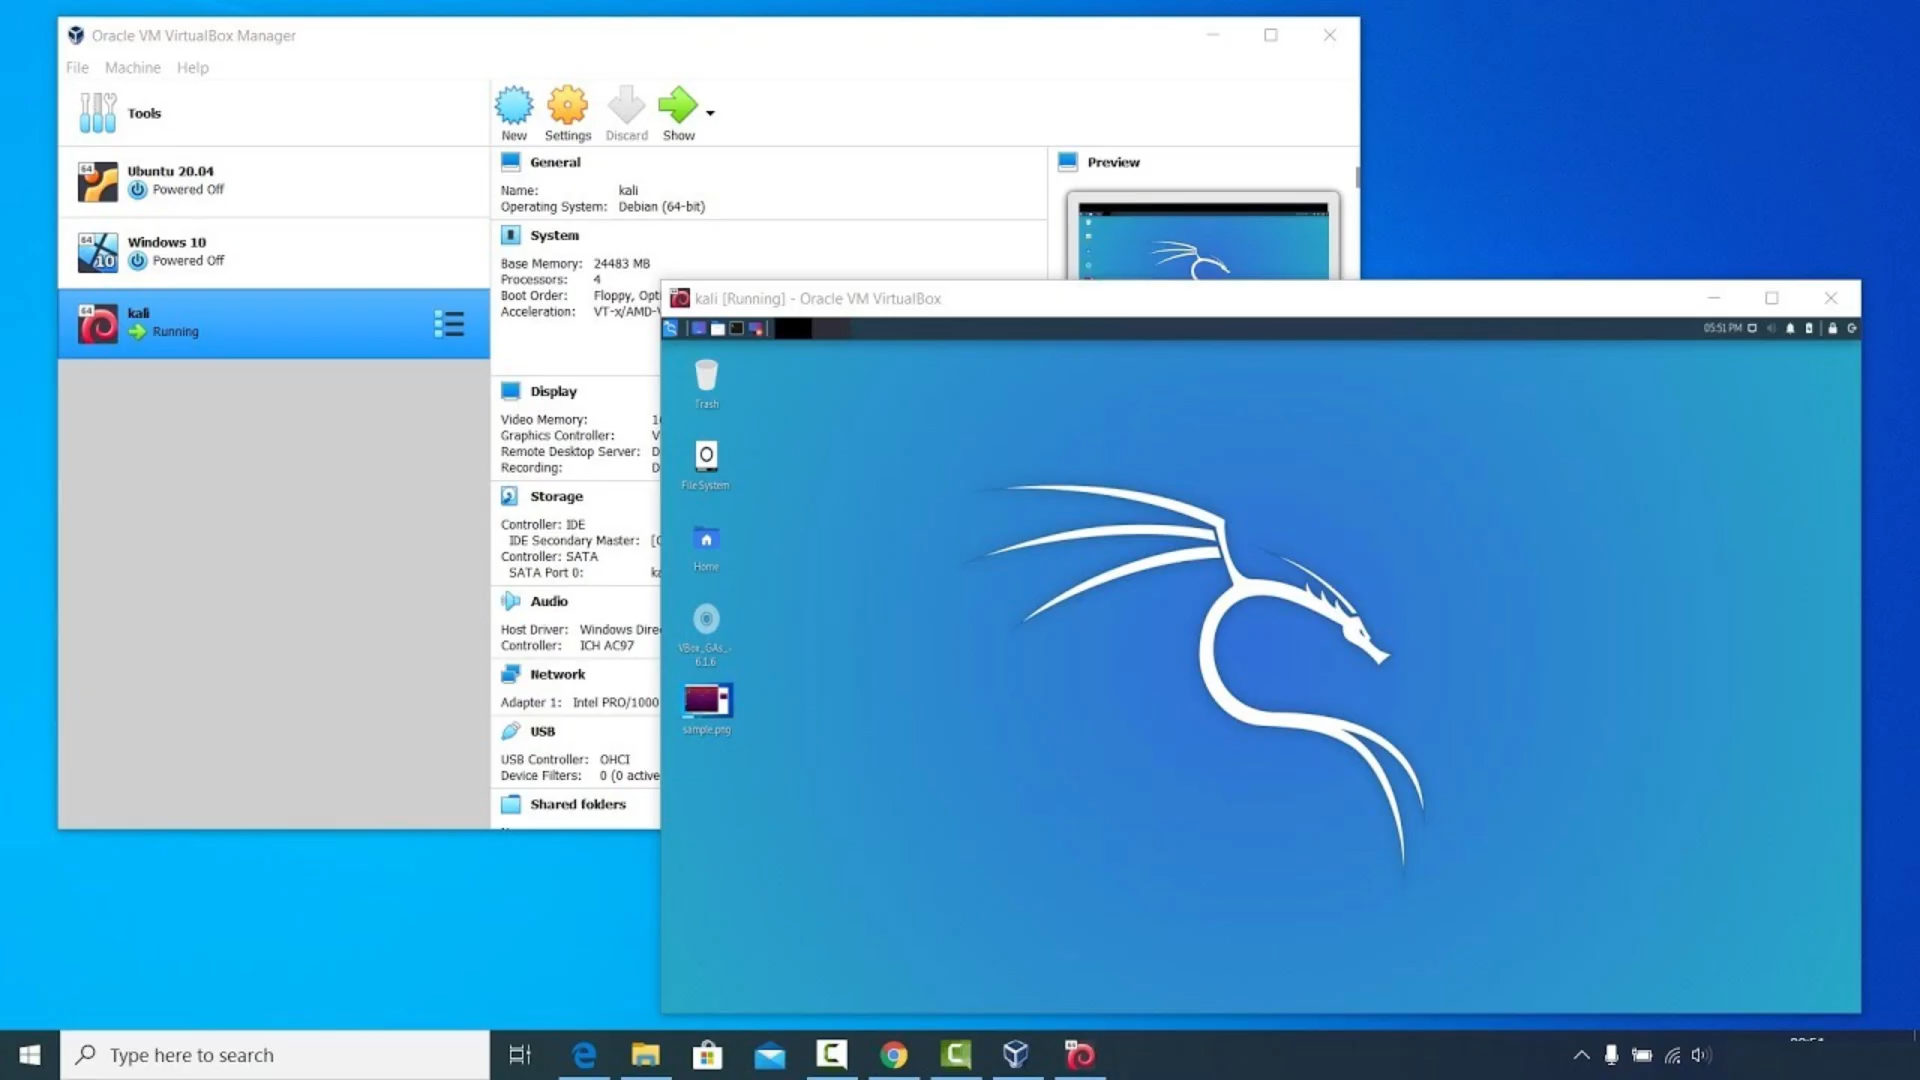 Oracle VM VirtualBox Manager
File Machine Help
Tools
New Settings Discard Show
Ubuntu 20.04
Powered Off
Windows 10
Powered Off
kali
Running
General
Name: kali
Operating System: Debian (64-bit)
System
Base Memory: 24483 MB
Processors: 4
Boot Order: Floppy,
Acceleration: VT-x/AMD-
Display
Video Memory:
Graphics Controller:
Remote Desktop Server:
Recording:
Storage
Controller: IDE
IDE Secondary Master:
Controller: SATA
SATA Port 0:
Audio
Host Driver: Windows
Controller: ICH AC97
Network
Adapter 1: Intel PRO/1000
USB
USB Controller: OHCI
Device Filters: 0 (0 active
Shared folders
Preview
kali [Running] - Oracle VM VirtualBox
05:51 PM
Trash
File System
Home
VBox_GAs_-
6.1.6
sample.png
Type here to search